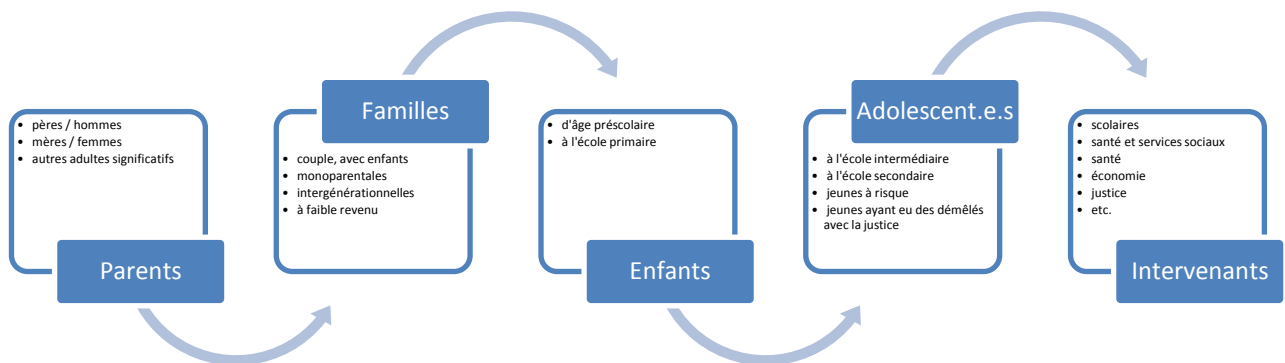 • pères / hommes
• mères / femmes
• autres adultes significatifs
Parents
Familles
• couple, avec enfants
• monoparentales
• intergénérationnelles
• à faible revenu
• d'âge préscolaire
• à l'école primaire
Enfants
Adolescent.e.s
• à l'école intermédiaire
• à l'école secondaire
• jeunes à risque
• jeunes ayant eu des démêlés
avec la justice
• scolaires
• santé et services sociaux
• santé
• économie
• justice
• etc.
Intervenants